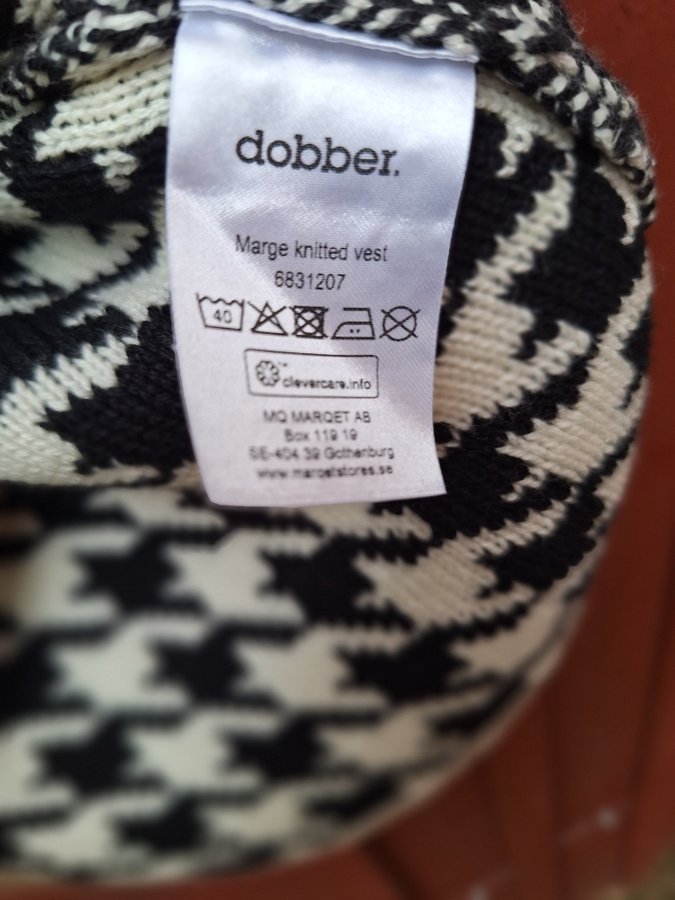 dobber.
Marge knitted vest
6831207
40
clevercare.info
MQ MARQET AB
Box 119 19
SE-404 39 Gothenburg
www.marqetstores.se